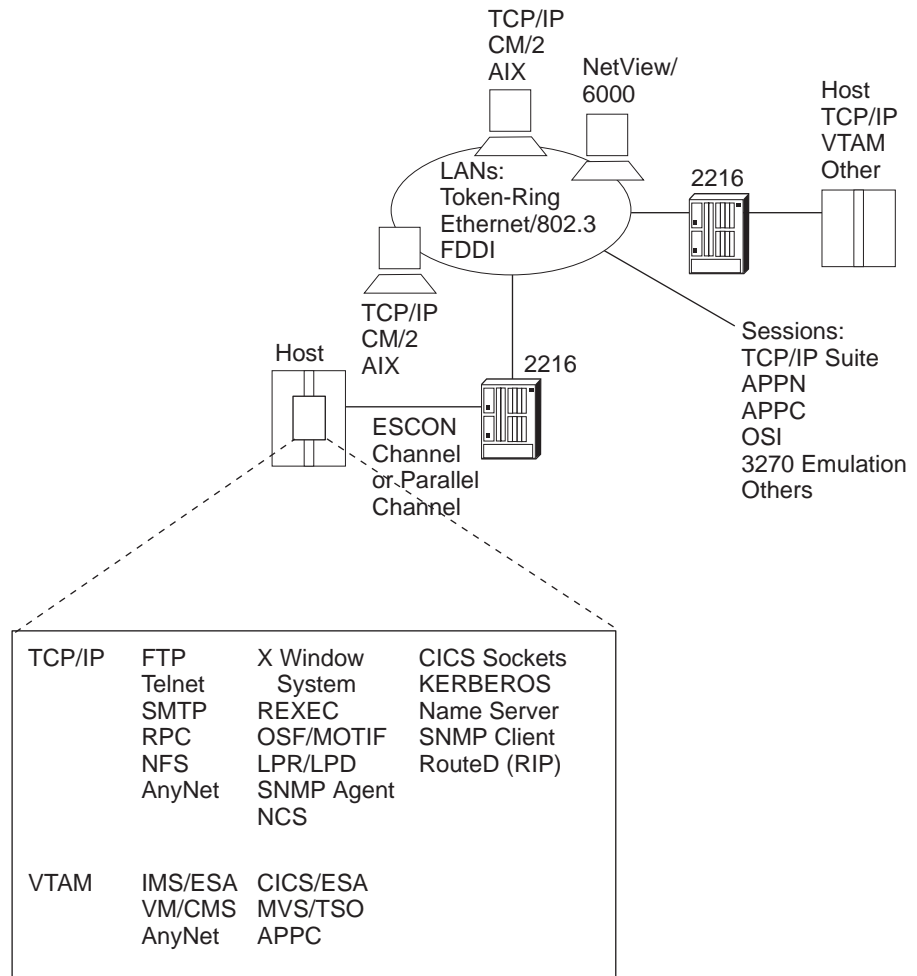 TCP/IP
CM/2
AIX
NetView/
6000
Host
TCP/IP
VTAM
Other
2216
LANs:
Token-Ring
Ethernet/802.3
FDDI
TCP/IP
CM/2
AIX
Host
2216
ESCON
Channel
or Parallel
Channel
Sessions:
TCP/IP Suite
APPN
APPC
OSI
3270 Emulation
Others
TCP/IP FTP X Window CICS Sockets
Telnet System KERBEROS
SMTP REXEC Name Server
RPC OSF/MOTIF SNMP Client
NFS LPR/LPD RouteD (RIP)
AnyNet SNMP Agent
NCS
VTAM IMS/ESA CICS/ESA
VM/CMS MVS/TSO
AnyNet APPC